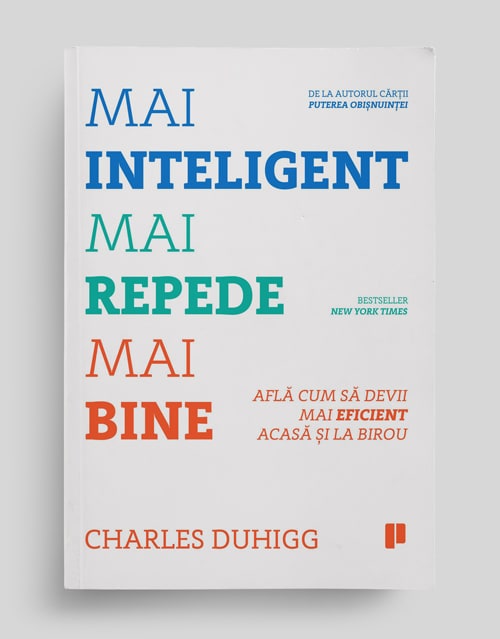 MAI
INTELIGENT
MAI
REPEDE
MAI
BINE
DE LA AUTORUL CĂRȚII
PUTEREA OBIȘNUINȚEI
BESTSELLER
NEW YORK TIMES
AFLĂ CUM SĂ DEVII
MAI EFICIENT
ACASĂ ȘI LA BIROU
CHARLES DUHIGG